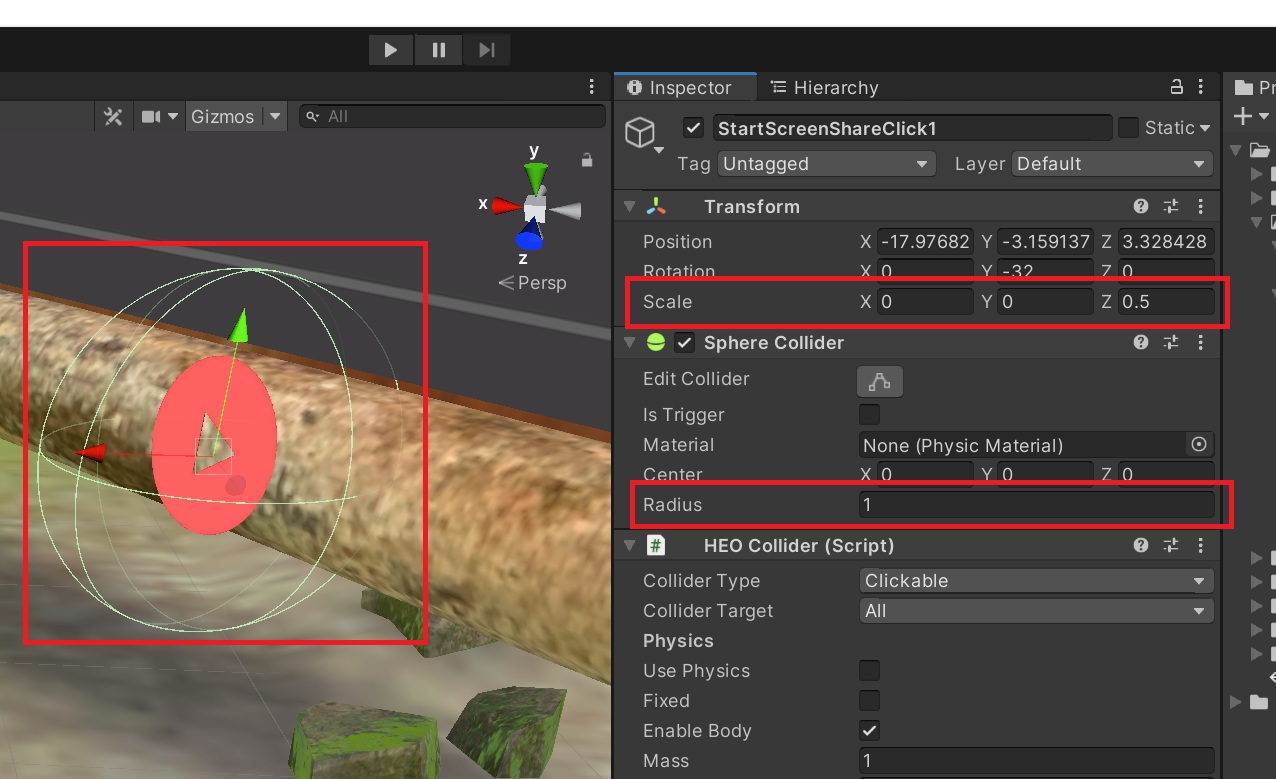 Inspector
Hierarchy
Pr
Gizmos
All
StartScreenShareClick1
Static
Tag Untagged
Layer Default
Transform
Position X -17.97682 Y -3.159137 Z 3.328428
Rotation X 0 Y -32 Z 0
Scale X 0 Y 0 Z 0.5
y
x
z
Persp
Sphere Collider
Edit Collider
Is Trigger
Material None (Physic Material)
Center X 0 Y 0 Z 0
Radius 1
# HEO Collider (Script)
Collider Type Clickable
Collider Target All
Physics
Use Physics
Fixed
Enable Body
Mass 1